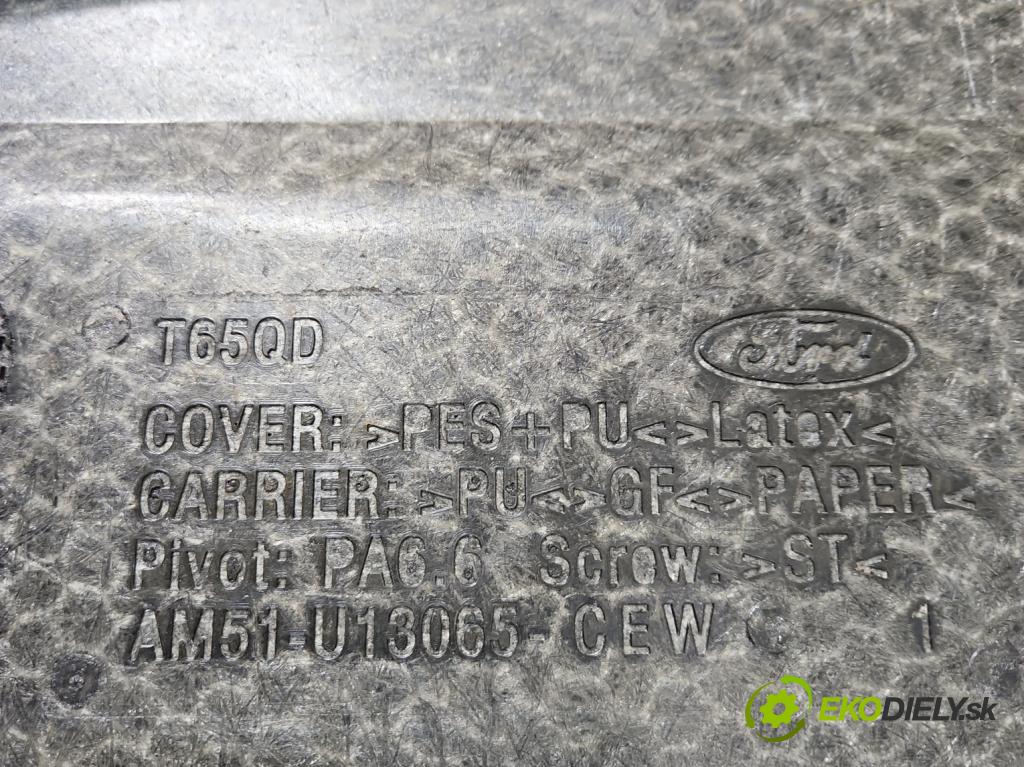 T65QD
Ford
COVER: >PES+PU<>Latex<
CARRIER: >PU<>GF<>PAPER<
Pivot: PA6.6 Screw: >ST<
AM51-U13065-CEW 1
EKODIELY.sk